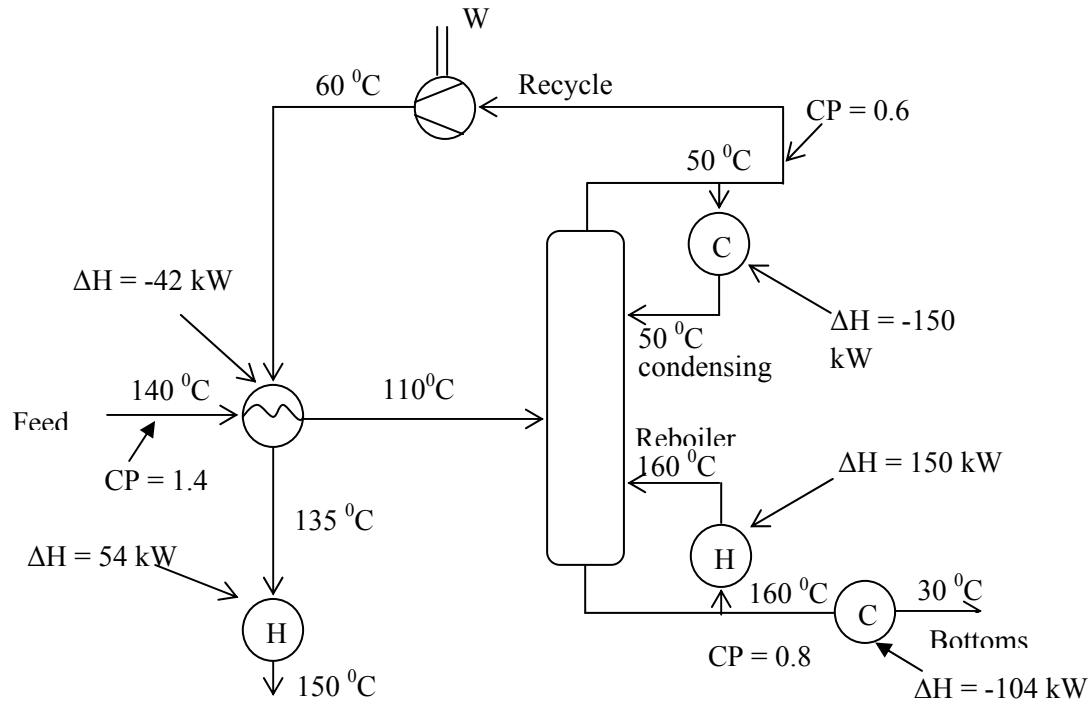 W
60 ⁰C
Recycle
CP = 0.6
50 ⁰C
C
ΔH = -42 kW
ΔH = -150
kW
50 ⁰C
condensing
140 ⁰C
110⁰C
Feed
Reboiler
160 ⁰C
ΔH = 150 kW
CP = 1.4
135 ⁰C
ΔH = 54 kW
H
160 ⁰C
C
30 ⁰C
H
Bottoms
CP = 0.8
150 ⁰C
ΔH = -104 kW